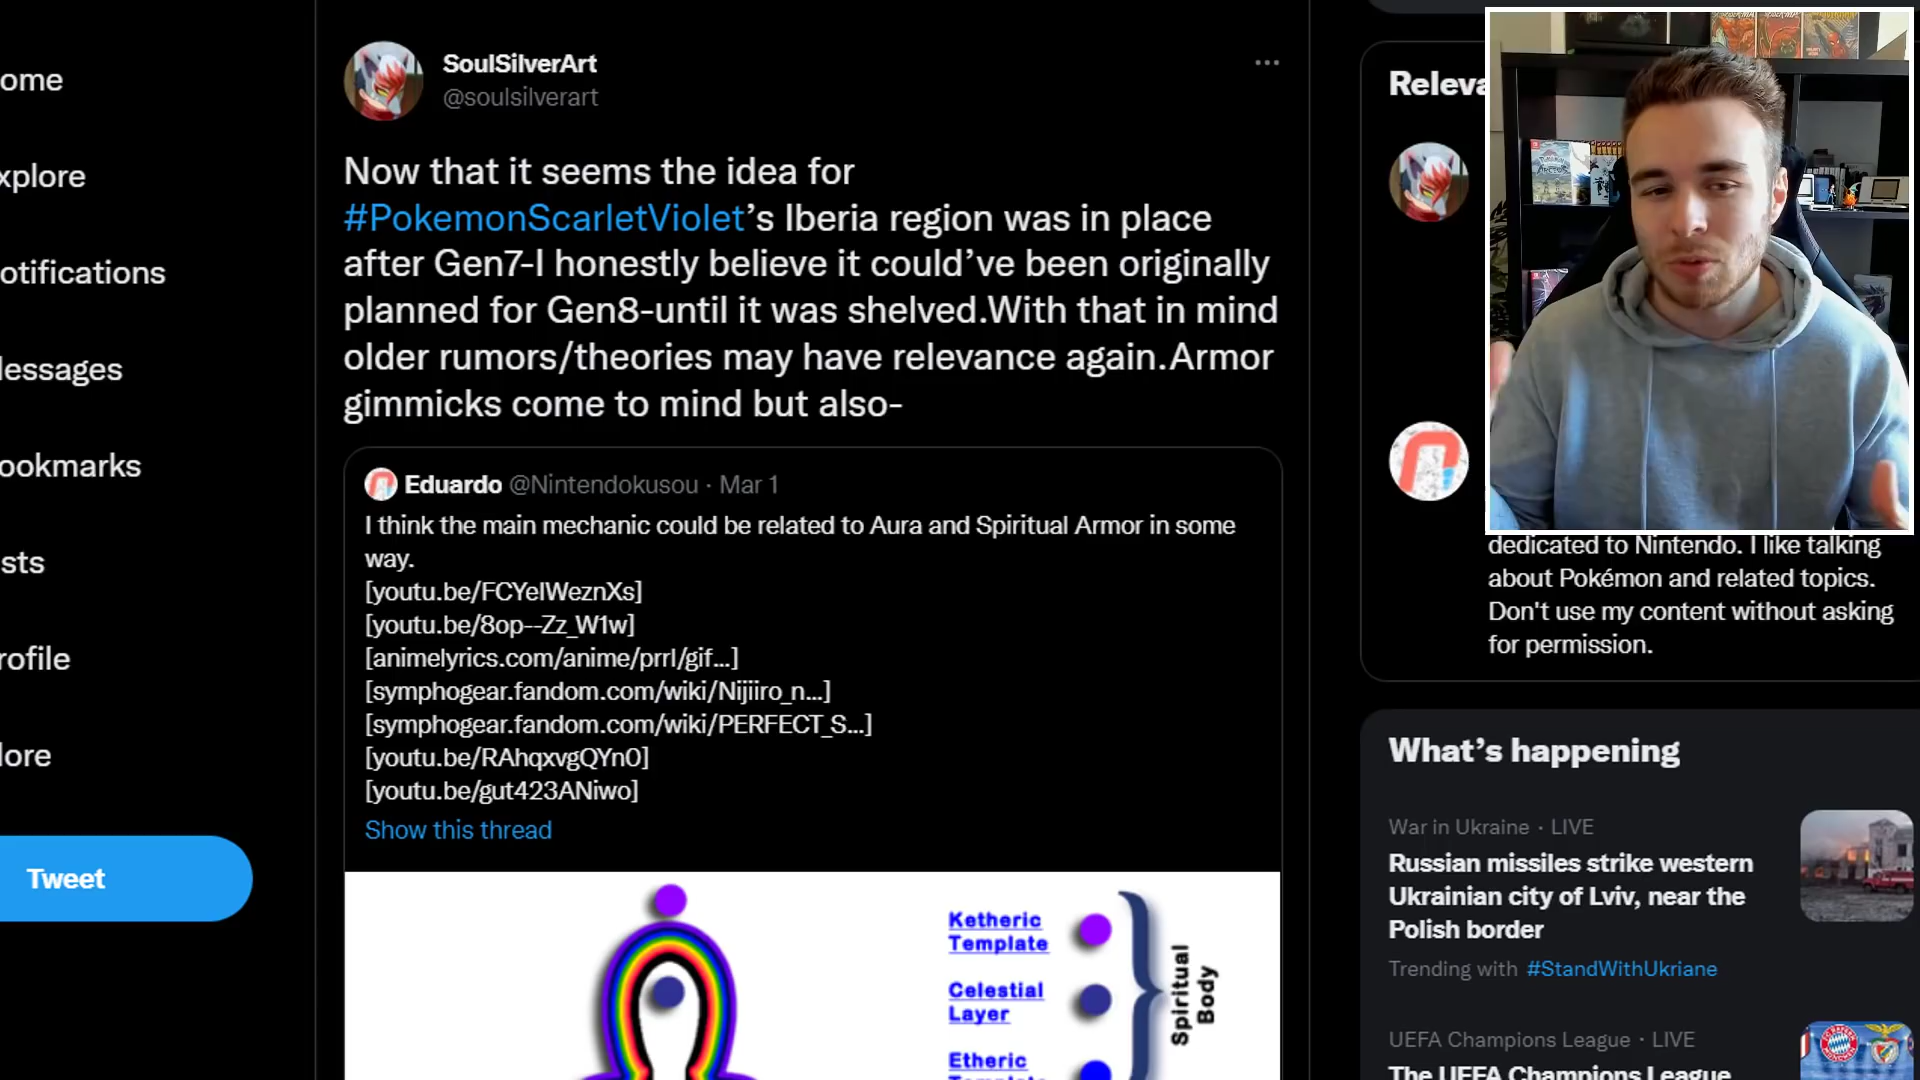 ome
xplore
otifications
essages
ookmarks
sts
rofile
ore
Tweet
SoulSilverArt
@soulsilverart
Now that it seems the idea for
#PokemonScarletViolet’s Iberia region was in place
after Gen7-I honestly believe it could’ve been originally
planned for Gen8-until it was shelved.With that in mind
older rumors/theories may have relevance again.Armor
gimmicks come to mind but also-
Eduardo @Nintendokusou · Mar 1
I think the main mechanic could be related to Aura and Spiritual Armor in some
way.
[youtu.be/FCYelWeznXs]
[youtu.be/8op--Zz_W1w]
[animelyrics.com/anime/prrl/gif...]
[symphogear.fandom.com/wiki/Nijiiro_n...]
[symphogear.fandom.com/wiki/PERFECT_S...]
[youtu.be/RAhqxvgQYn0]
[youtu.be/gut423ANiwo]
Show this thread
Ketheric
Template
Celestial
Layer
Etheric
Spiritual
Body
Releva
dedicated to Nintendo. I like talking
about Pokémon and related topics.
Don't use my content without asking
for permission.
What’s happening
War in Ukraine · LIVE
Russian missiles strike western
Ukrainian city of Lviv, near the
Polish border
Trending with #StandWithUkriane
UEFA Champions League · LIVE
The UEFA Champions League